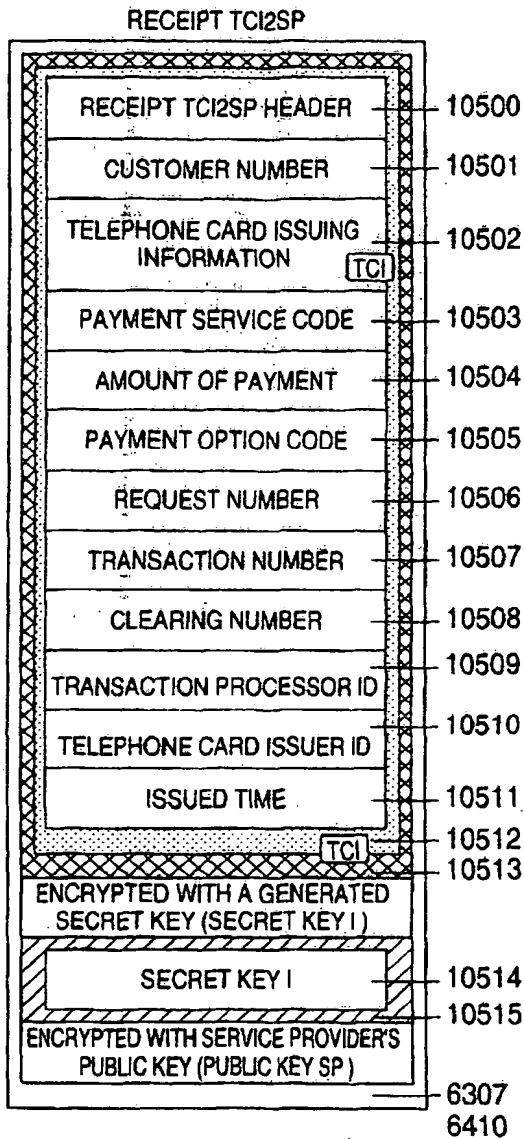 RECEIPT TCI2SP
RECEIPT TCI2SP HEADER 10500
CUSTOMER NUMBER 10501
TELEPHONE CARD ISSUING
INFORMATION 10502
TCI
PAYMENT SERVICE CODE 10503
AMOUNT OF PAYMENT 10504
PAYMENT OPTION CODE 10505
REQUEST NUMBER 10506
TRANSACTION NUMBER 10507
CLEARING NUMBER 10508
TRANSACTION PROCESSOR ID 10509
TELEPHONE CARD ISSUER ID 10510
ISSUED TIME 10511
TCI 10512
10513
ENCRYPTED WITH A GENERATED
SECRET KEY (SECRET KEY I)
SECRET KEY I 10514
10515
ENCRYPTED WITH SERVICE PROVIDER'S
PUBLIC KEY (PUBLIC KEY SP)
6307
6410